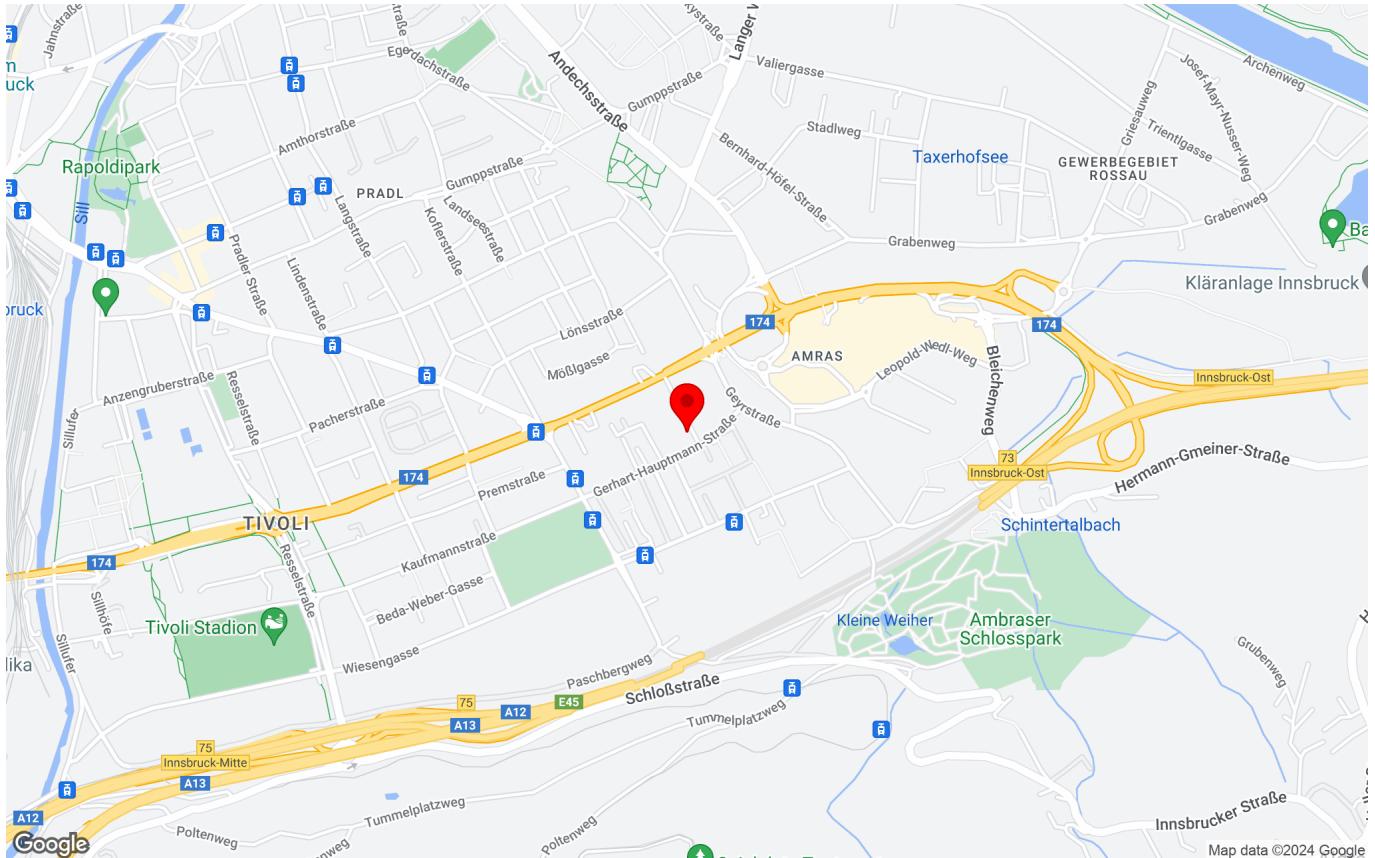 Jahnstraße
Egerdachstraße
Andechsstraße
Valiergasse
Archenweg
Josef-Mayr-Nusser-Weg
Griesauweg
Trientlgasse
Gumppstraße
Stadlweg
Amthorstraße
Bernhard-Höfel-Straße
Taxerhofsee
GEWERBEGEBIET
ROSSAU
Rapoldipark
PRADL
Gumppstraße
Langstraße
Koflerstraße
Landseestraße
Sill
Grabenweg
Grabenweg
Pradler Straße
Lindenstraße
Kläranlage Innsbruck
Lönsstraße
174
174
AMRAS
Mößlgasse
Leopold-Wedl-Weg
Bleichenweg
Innsbruck-Ost
Anzengruberstraße
Resselstraße
Pacherstraße
Geyrstraße
Sillufer
73
Innsbruck-Ost
Hermann-Gmeiner-Straße
174
Premstraße
Gerhart-Hauptmann-Straße
TIVOLI
Schintertalbach
174
Kaufmannstraße
Resselstraße
Sillhöfe
Beda-Weber-Gasse
Tivoli Stadion
Kleine Weiher
Ambraser
Schlosspark
Sillufer
Wiesengasse
Paschbergweg
Schloßstraße
Grubenweg
75
E45
A12
A13
Tummelplatzweg
75
Innsbruck-Mitte
A13
A12
Tummelplatzweg
Poltenweg
Poltenweg
Innsbrucker Straße
Google
Map data ©2024 Google